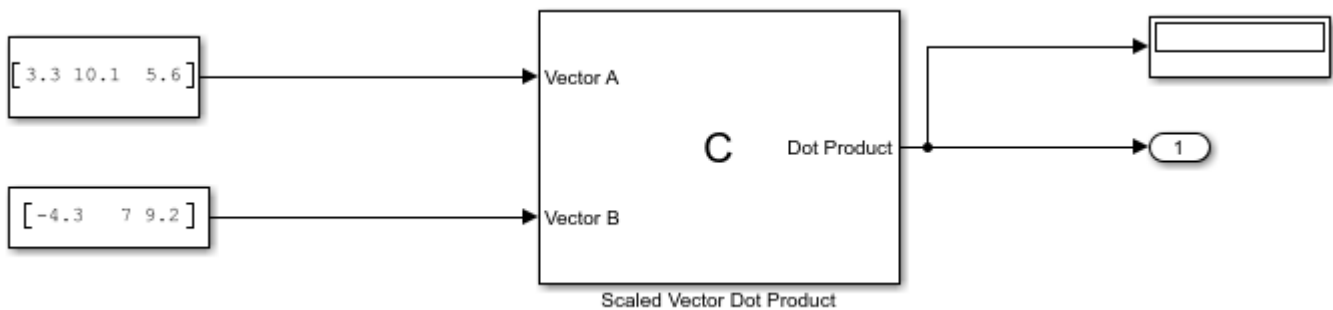 [3.3 10.1  5.6]
[-4.3   7 9.2]
Vector A
C
Dot Product
Vector B
Scaled Vector Dot Product
1